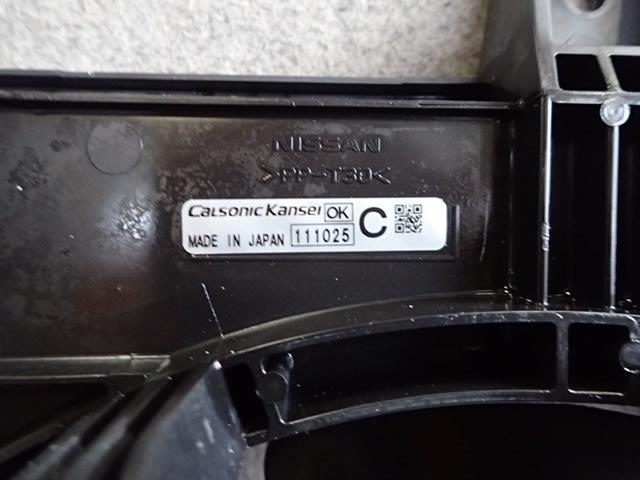 NISSAN
>PP-T30<
CalsonicKansei OK C
MADE IN JAPAN 111025